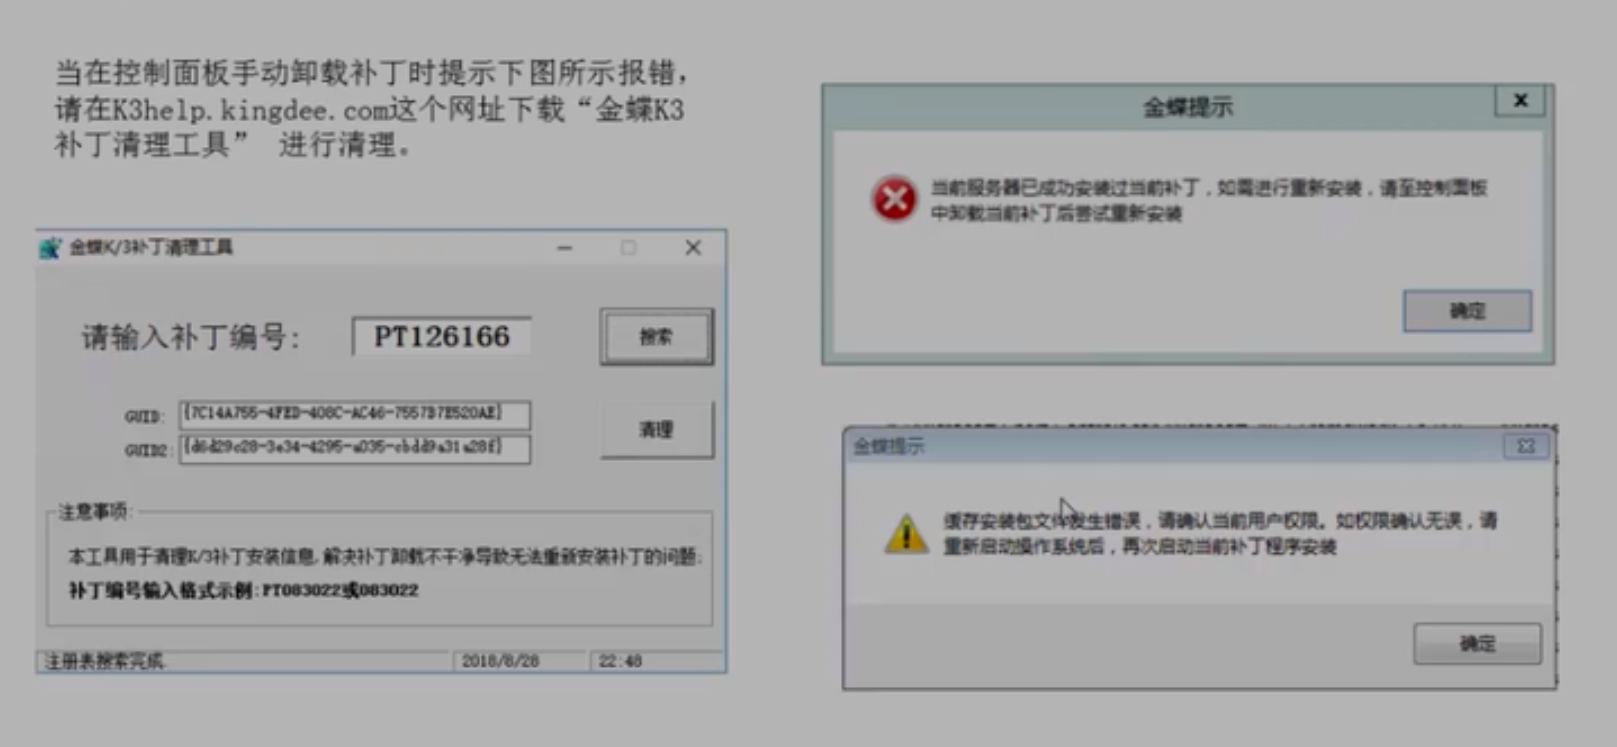 当在控制面板手动卸载补丁时提示下图所示报错，
请在K3help.kingdee.com这个网址下载“金蝶K3
补丁清理工具” 进行清理。
金蝶K/3补丁清理工具
请输入补丁编号:
PT126166
搜索
GUID:
{7C14A755-4FED-408C-AC46-7557B7E520AE}
清理
GUID2:
{d6d29c28-3e34-4295-a035-cbdd9a31a28f}
注意事项:
本工具用于清理K/3补丁安装信息,解决补丁卸载不干净导致无法重新安装补丁的问题;
补丁编号输入格式示例:PT083022或083022
注册表搜索完成.
2018/8/28
22:48
金蝶提示
当前服务器已成功安装过当前补丁，如需进行重新安装，请至控制面板
中卸载当前补丁后尝试重新安装
确定
金蝶提示
缓存安装包文件发生错误，请确认当前用户权限。如权限确认无误，请
重新启动操作系统后，再次启动当前补丁程序安装
确定